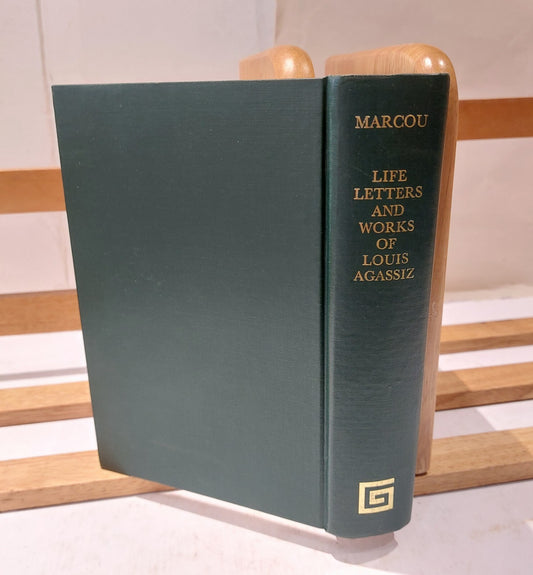 MARCOU
LIFE
LETTERS
AND
WORKS
OF
LOUIS
AGASSIZ
G